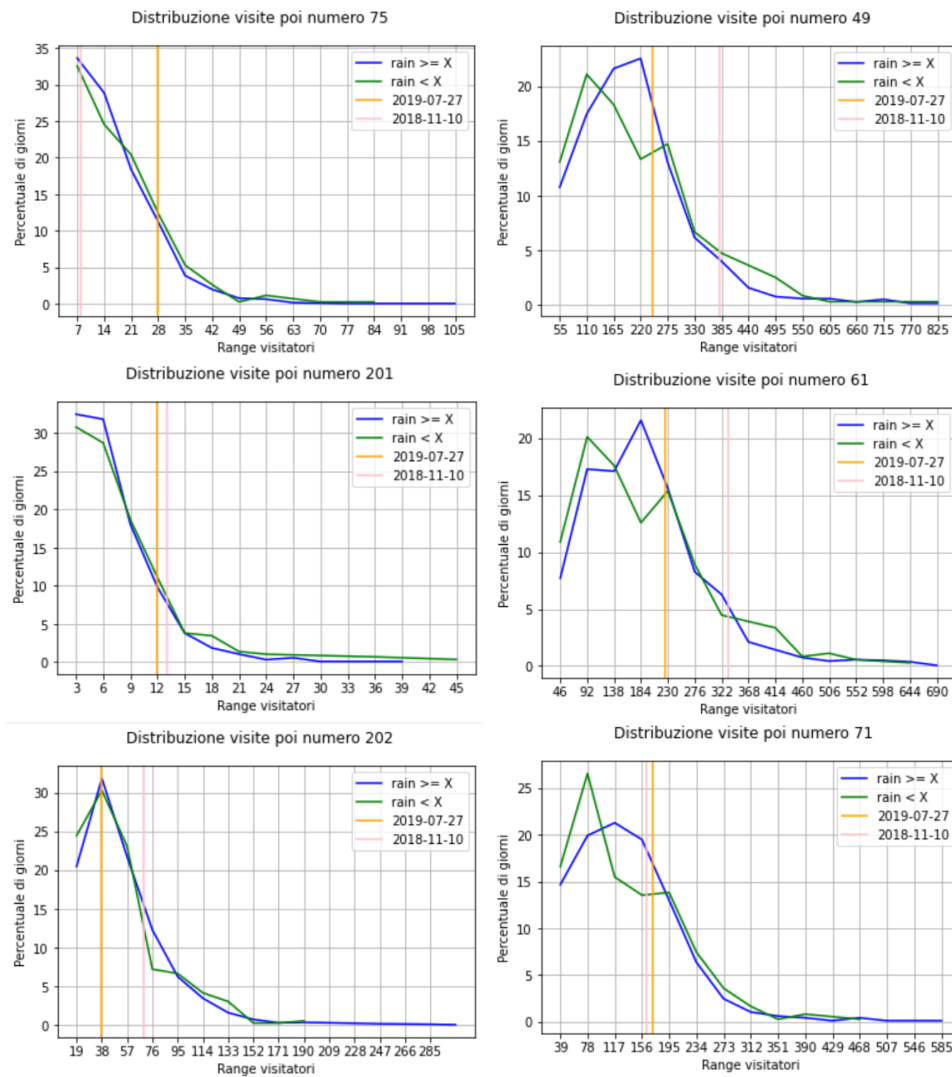 Distribuzione visite poi numero 75
35
30
25
20
15
10
5
0
Percentuale di giorni
7 14 21 28 35 42 49 56 63 70 77 84 91 98 105
Range visitatori
rain >= X
rain < X
2019-07-27
2018-11-10
Distribuzione visite poi numero 49
20
15
10
5
0
Percentuale di giorni
55 110 165 220 275 330 385 440 495 550 605 660 715 770 825
Range visitatori
rain >= X
rain < X
2019-07-27
2018-11-10
Distribuzione visite poi numero 201
30
25
20
15
10
5
0
Percentuale di giorni
3 6 9 12 15 18 21 24 27 30 33 36 39 42 45
Range visitatori
rain >= X
rain < X
2019-07-27
2018-11-10
Distribuzione visite poi numero 61
20
15
10
5
0
Percentuale di giorni
46 92 138 184 230 276 322 368 414 460 506 552 598 644 690
Range visitatori
rain >= X
rain < X
2019-07-27
2018-11-10
Distribuzione visite poi numero 202
30
25
20
15
10
5
0
Percentuale di giorni
19 38 57 76 95 114 133 152 171 190 209 228 247 266 285
Range visitatori
rain >= X
rain < X
2019-07-27
2018-11-10
Distribuzione visite poi numero 71
25
20
15
10
5
0
Percentuale di giorni
39 78 117 156 195 234 273 312 351 390 429 468 507 546 585
Range visitatori
rain >= X
rain < X
2019-07-27
2018-11-10